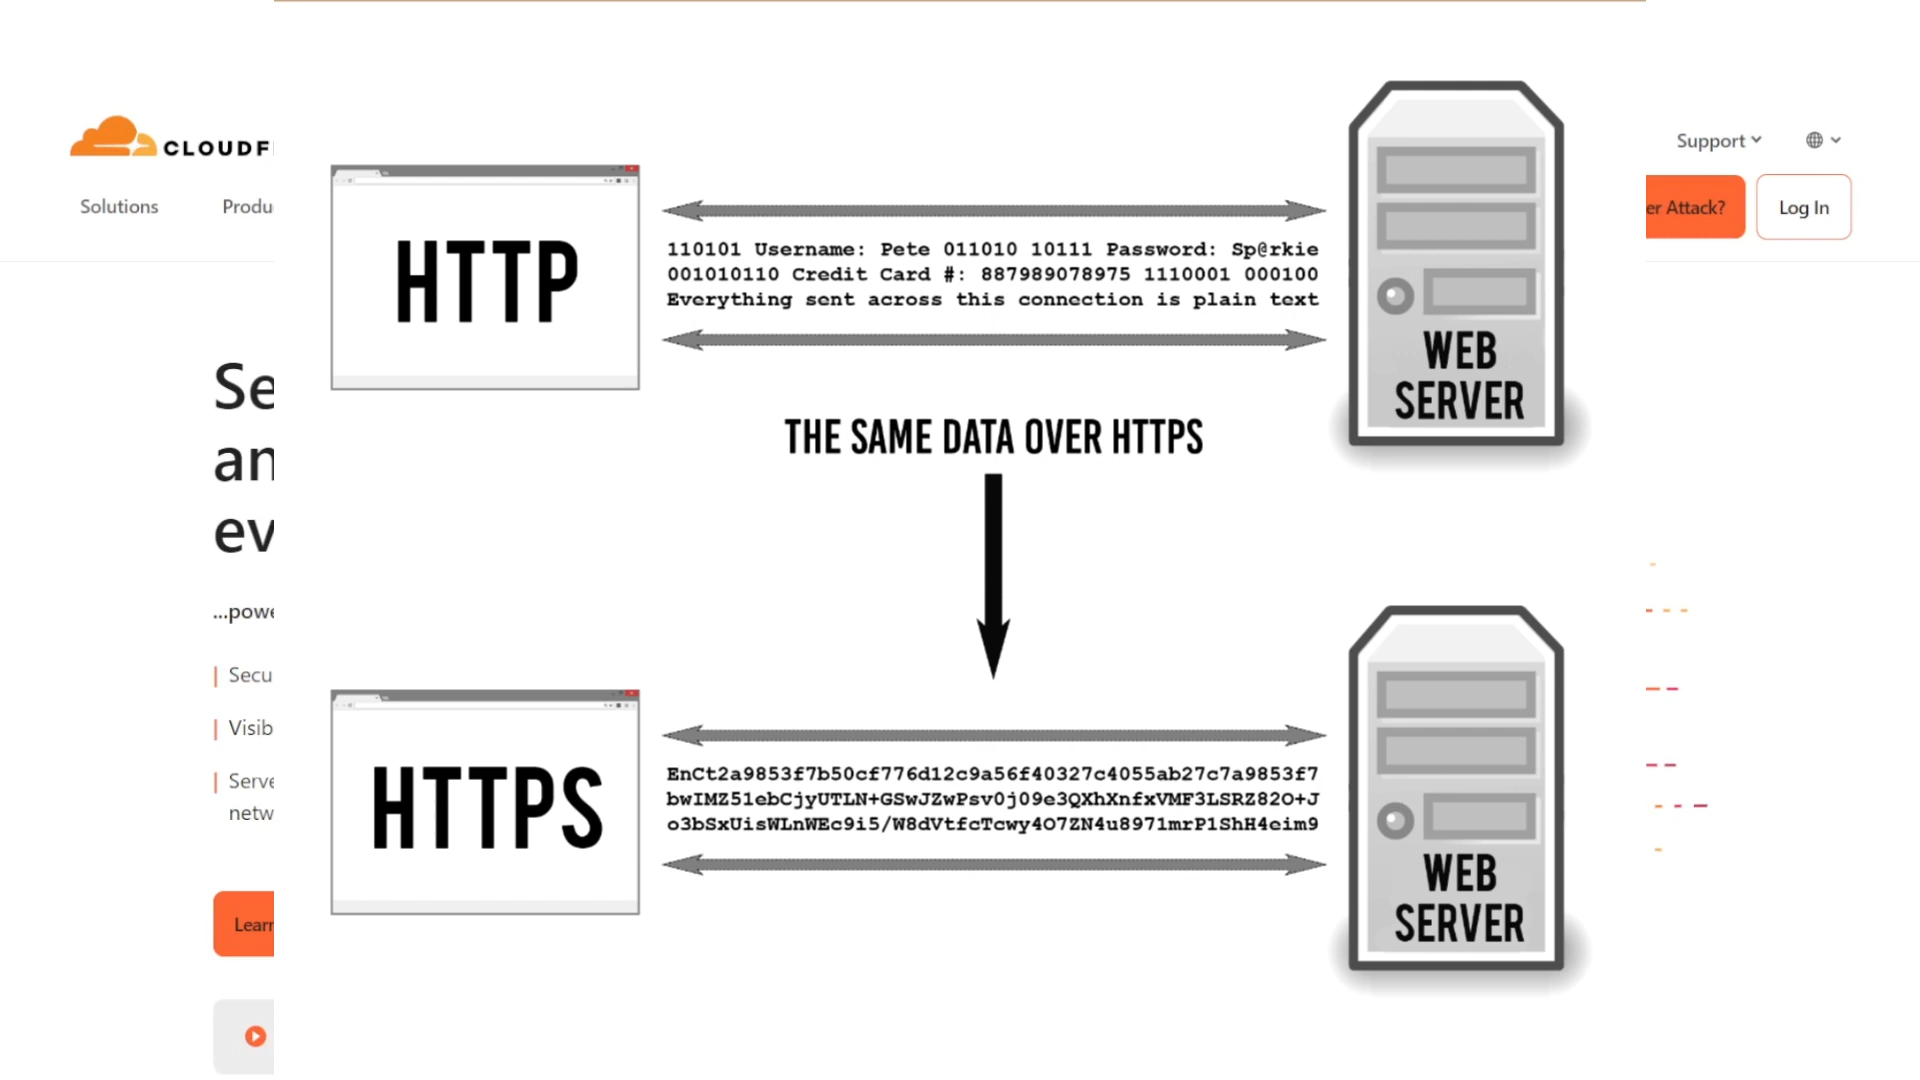 CLOUDF
Support
Solutions
Produ
er Attack?
Log In
HTTP
110101 Username: Pete 011010 10111 Password: Sp@rkie
001010110 Credit Card #: 887989078975 1110001 000100
Everything sent across this connection is plain text
WEB
SERVER
Se
an
ev
THE SAME DATA OVER HTTPS
...powe
Secu
Visib
Serve
netw
Learn
HTTPS
EnCt2a9853f7b50cf776d12c9a56f40327c4055ab27c7a9853f7
bwIMZ51ebCjyUTLN+GSwJZwPsv0j09e3QXhXnfxVMF3LSRZ82O+J
o3bSxUisWLnWEc9i5/W8dVtfcTcwy4O7ZN4u8971mrP1ShH4eim9
WEB
SERVER